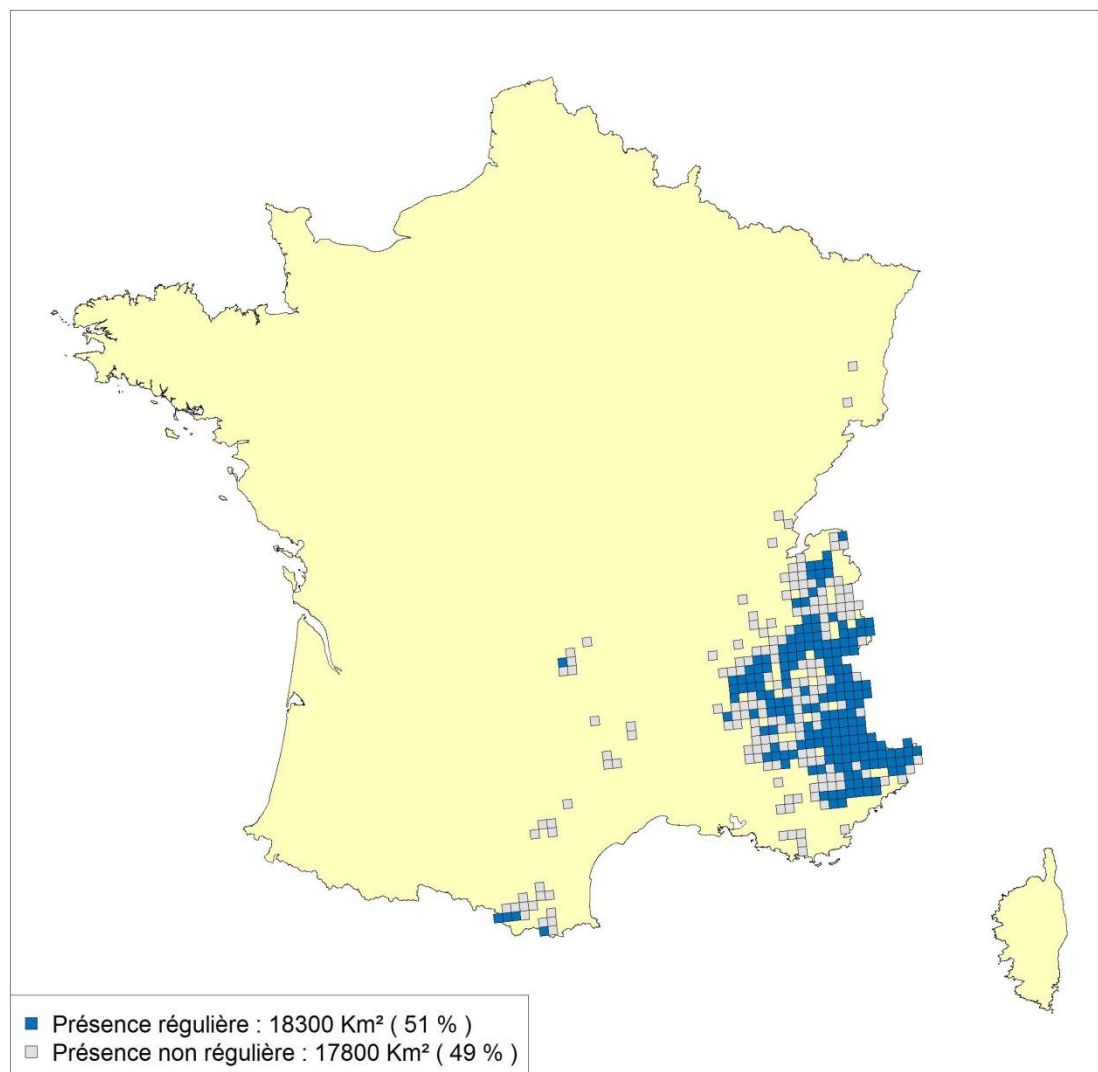 Présence régulière : 18300 Km² ( 51 % )
Présence non régulière : 17800 Km² ( 49 % )